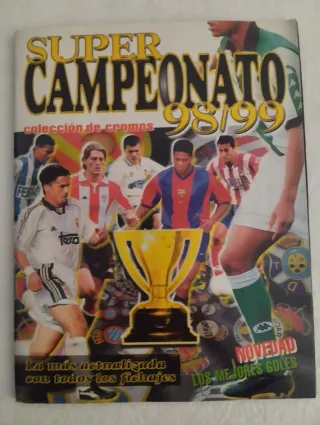 SUPER
CAMPEONATO
98/99
colección de cromos
NOVEDAD
LOS MEJORES GOLES
La más actualizada
con todos los fichajes